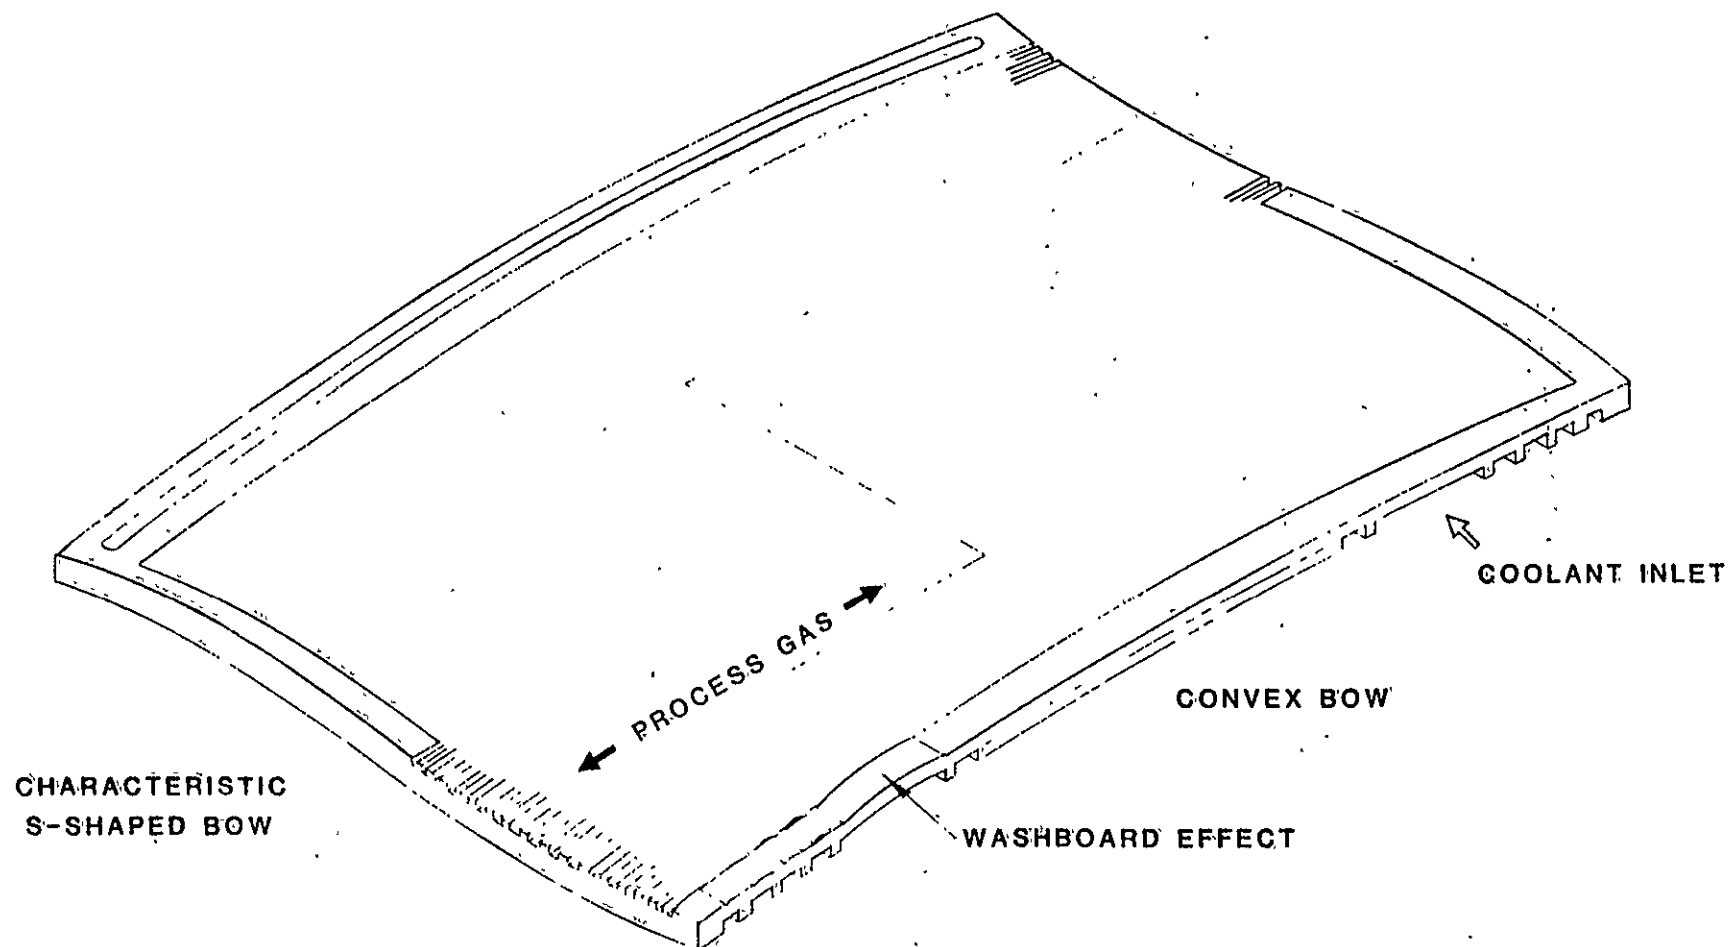 COOLANT INLET
PROCESS GAS
CONVEX BOW
CHARACTERISTIC
S-SHAPED BOW
WASHBOARD EFFECT